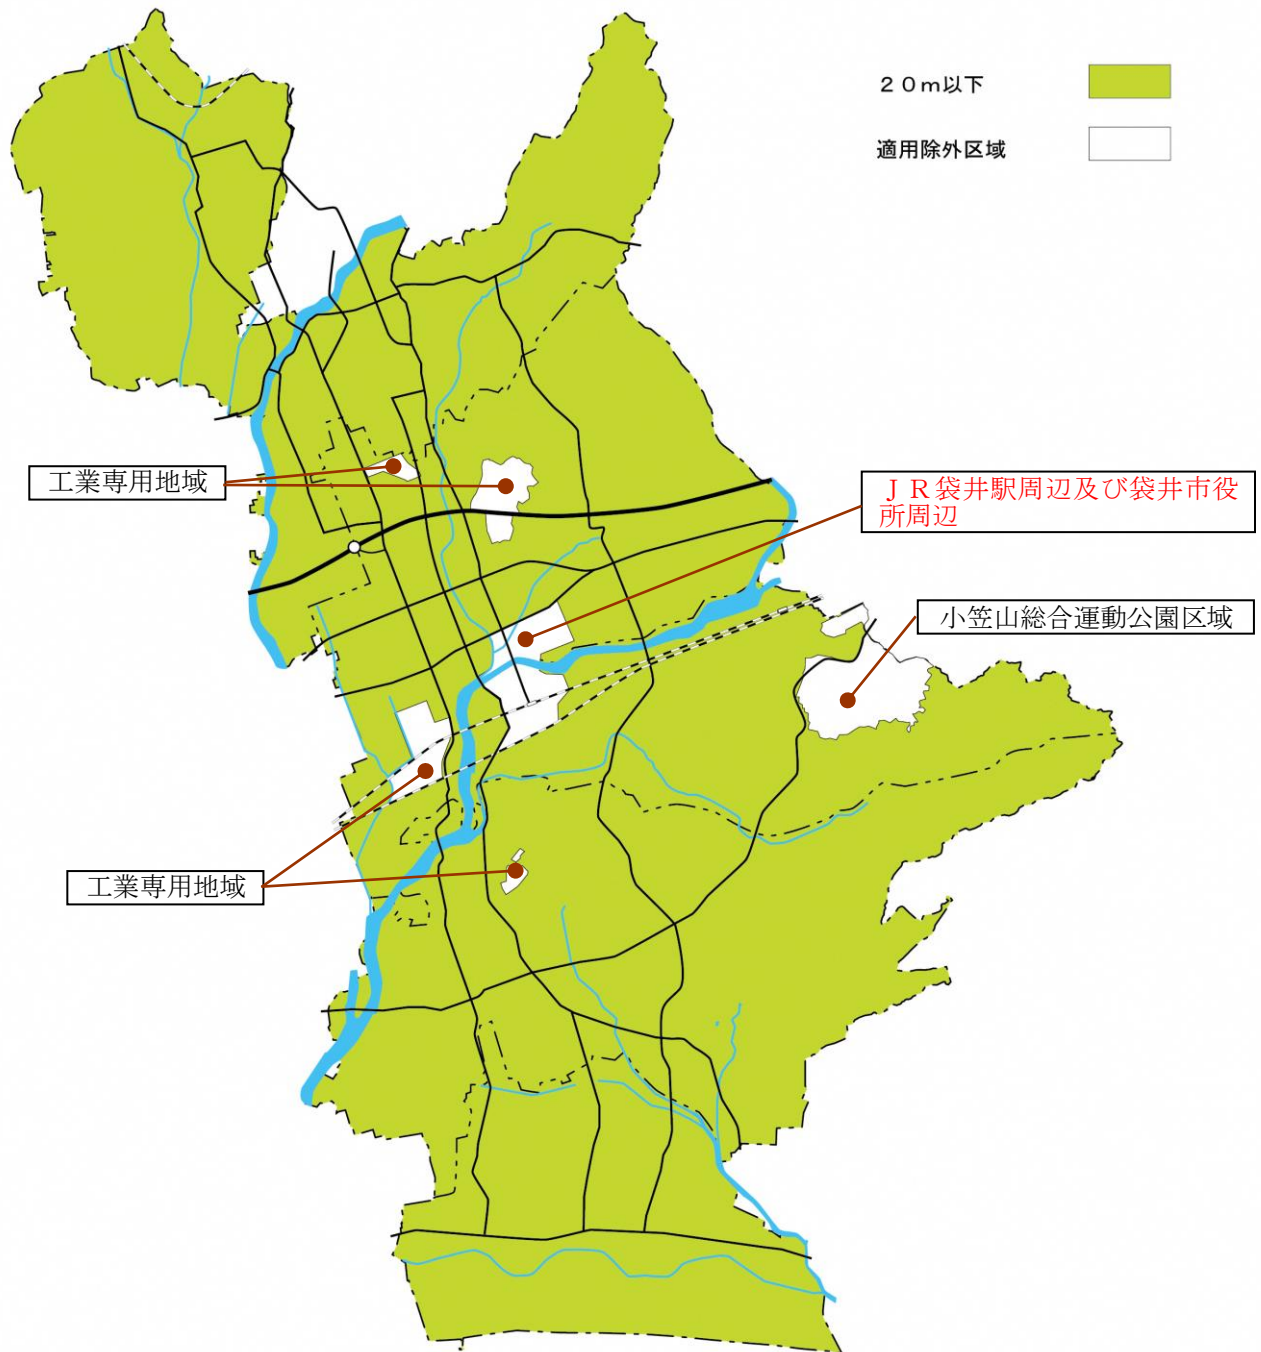 ２０ｍ以下
適用除外区域
工業専用地域
ＪＲ袋井駅周辺及び袋井市役
所周辺
小笠山総合運動公園区域
工業専用地域